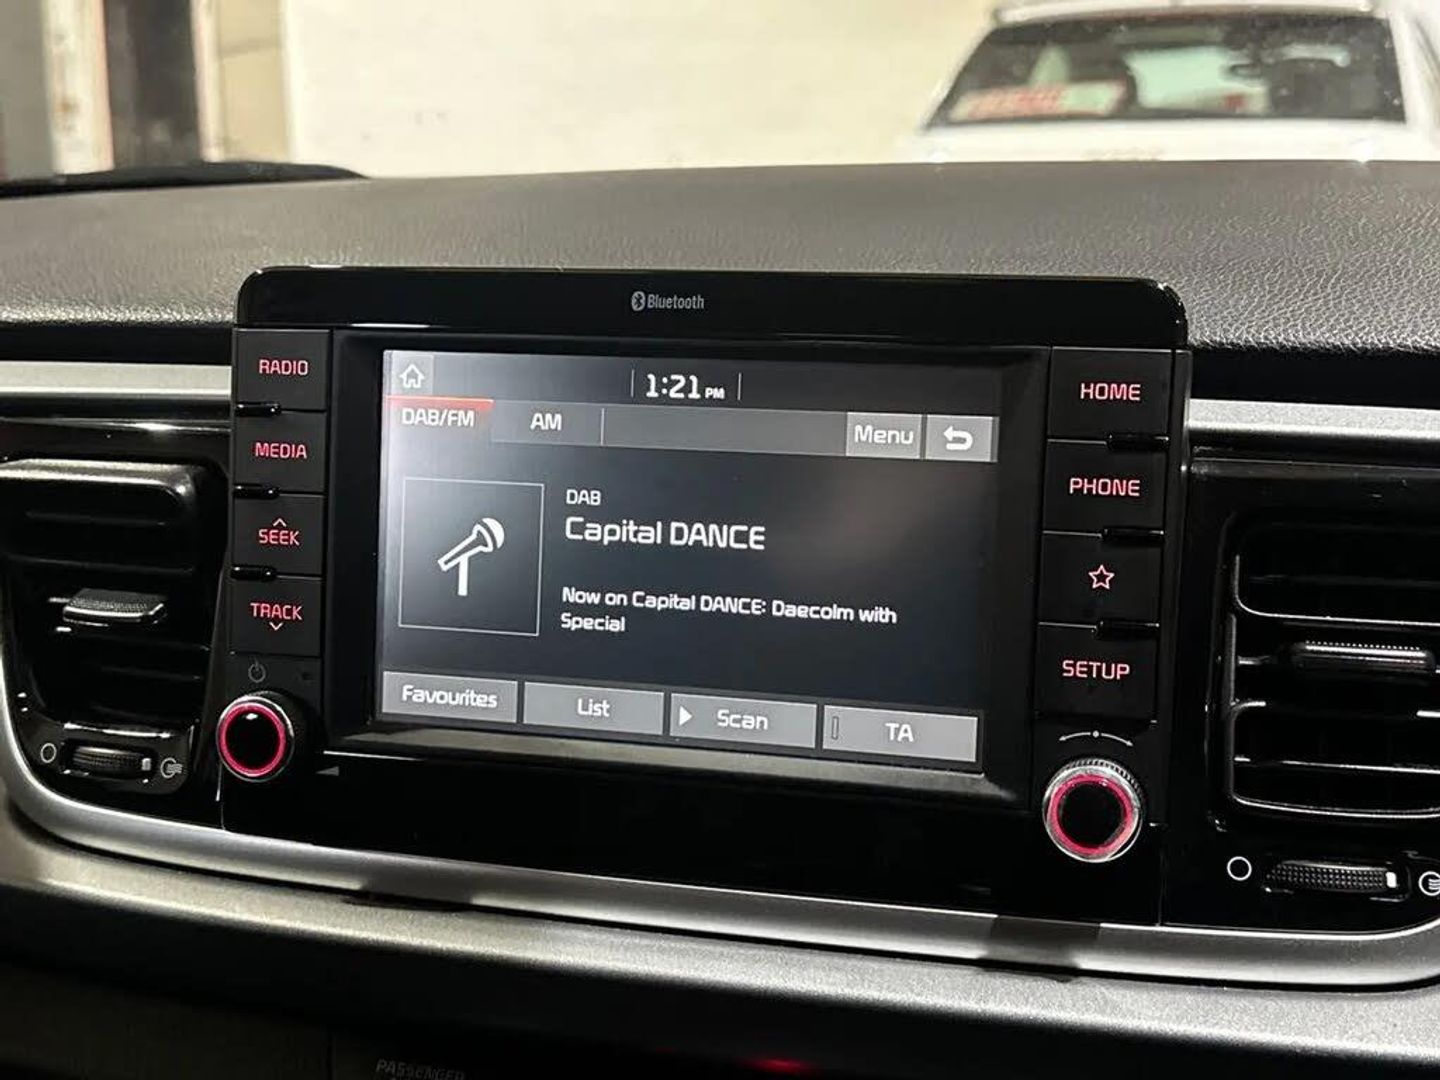 Bluetooth
RADIO
MEDIA
SEEK
TRACK
1:21 PM
DAB/FM
AM
Menu
DAB
Capital DANCE
Now on Capital DANCE: Daecolm with
Special
Favourites
List
Scan
TA
HOME
PHONE
SETUP
PASSENGER